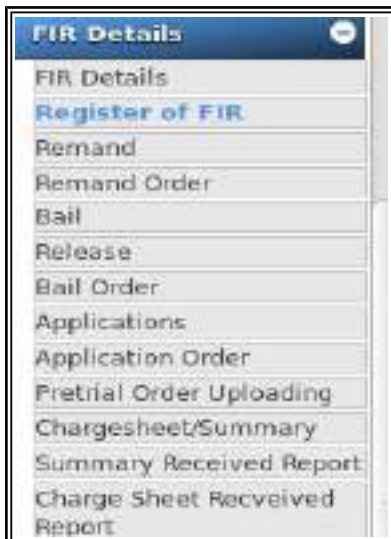 FIR Details
FIR Details
Register of FIR
Remand
Remand Order
Bail
Release
Bail Order
Applications
Application Order
Pretrial Order Uploading
Chargesheet/Summary
Summary Received Report
Charge Sheet Recveived
Report